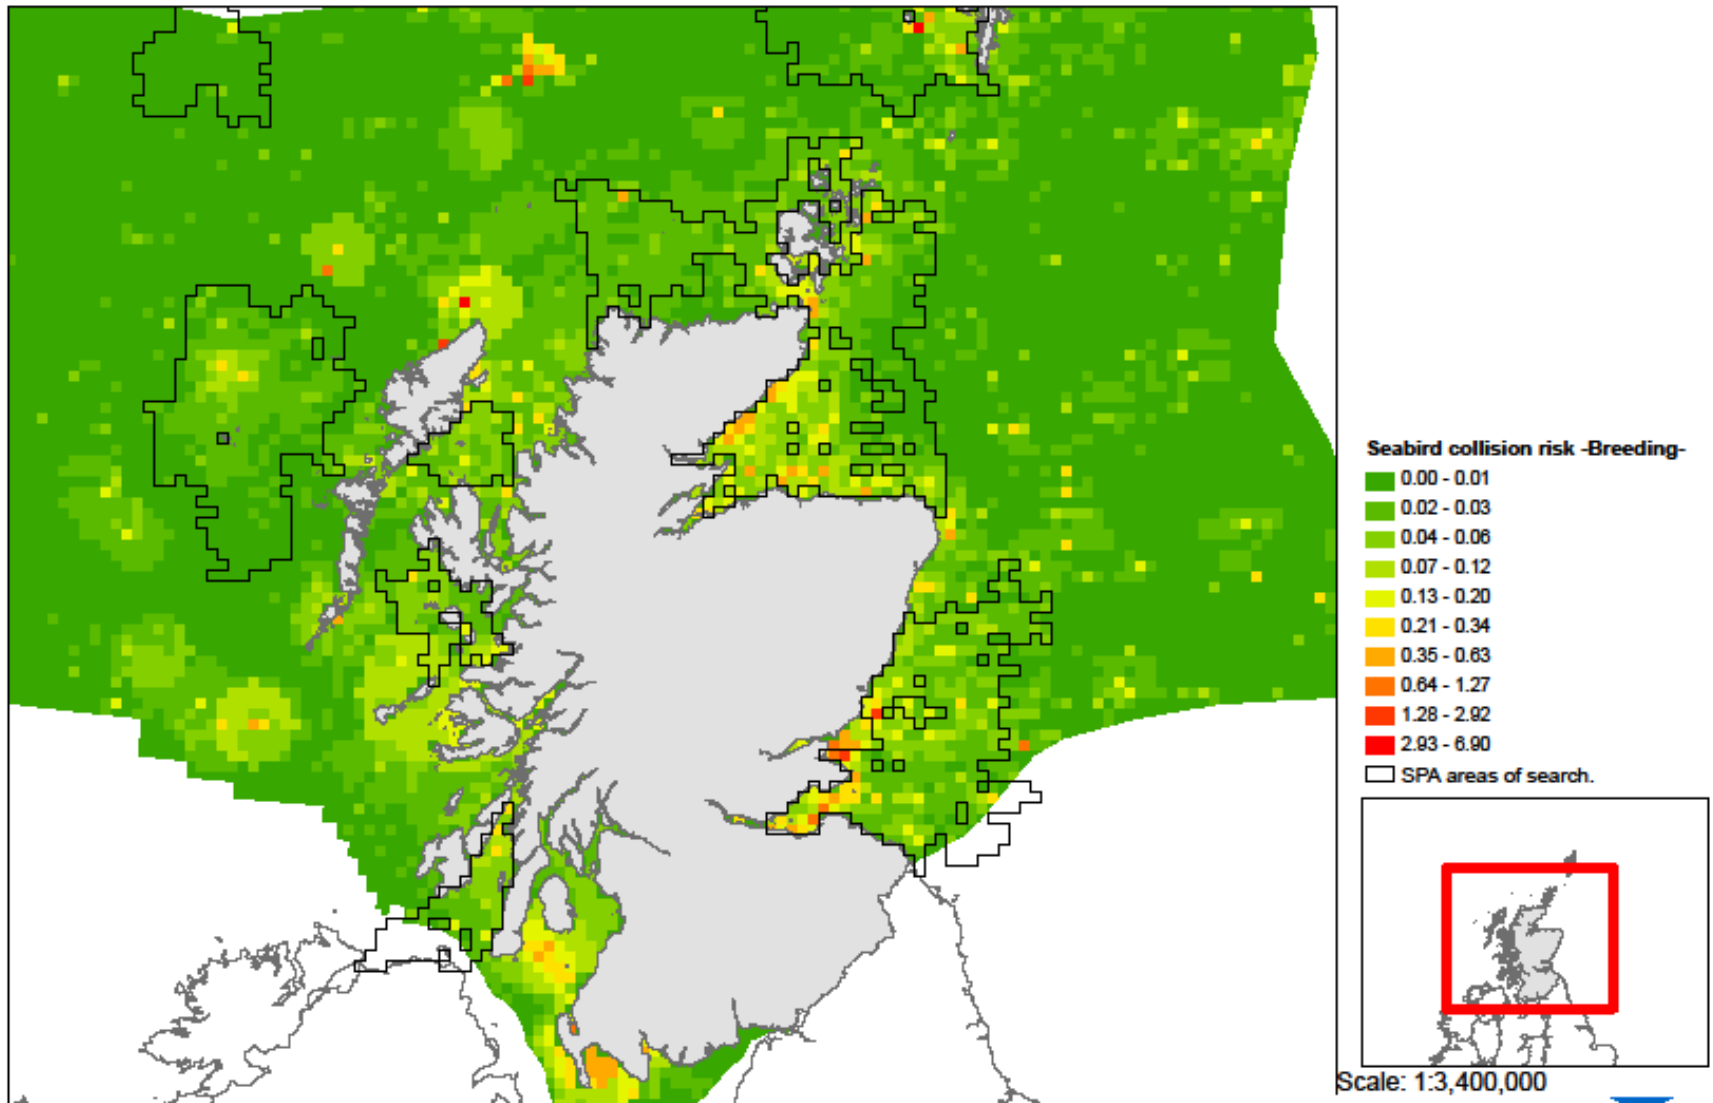 Seabird collision risk -Breeding-
0.00 - 0.01
0.02 - 0.03
0.04 - 0.06
0.07 - 0.12
0.13 - 0.20
0.21 - 0.34
0.35 - 0.63
0.64 - 1.27
1.28 - 2.92
2.93 - 6.90
SPA areas of search.
Scale: 1:3,400,000